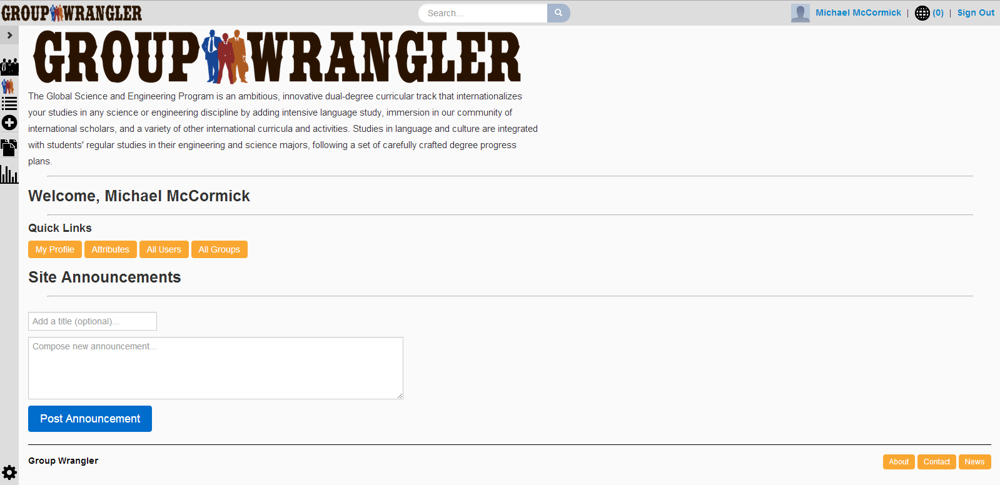 GROUP WRANGLER
Search...
Michael McCormick | (0) | Sign Out
GROUP WRANGLER
The Global Science and Engineering Program is an ambitious, innovative dual-degree curricular track that internationalizes
your studies in any science or engineering discipline by adding intensive language study, immersion in our community of
international scholars, and a variety of other international curricula and activities. Studies in language and culture are integrated
with students' regular studies in their engineering and science majors, following a set of carefully crafted degree progress
plans.
Welcome, Michael McCormick
Quick Links
My Profile Attributes All Users All Groups
Site Announcements
Add a title (optional)...
Compose new announcement...
Post Announcement
Group Wrangler
About Contact News